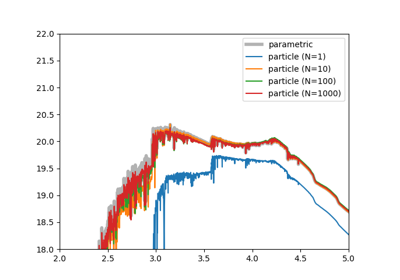 22.0
21.5
21.0
20.5
20.0
19.5
19.0
18.5
18.0
2.0 2.5 3.0 3.5 4.0 4.5 5.0
parametric
particle (N=1)
particle (N=10)
particle (N=100)
particle (N=1000)